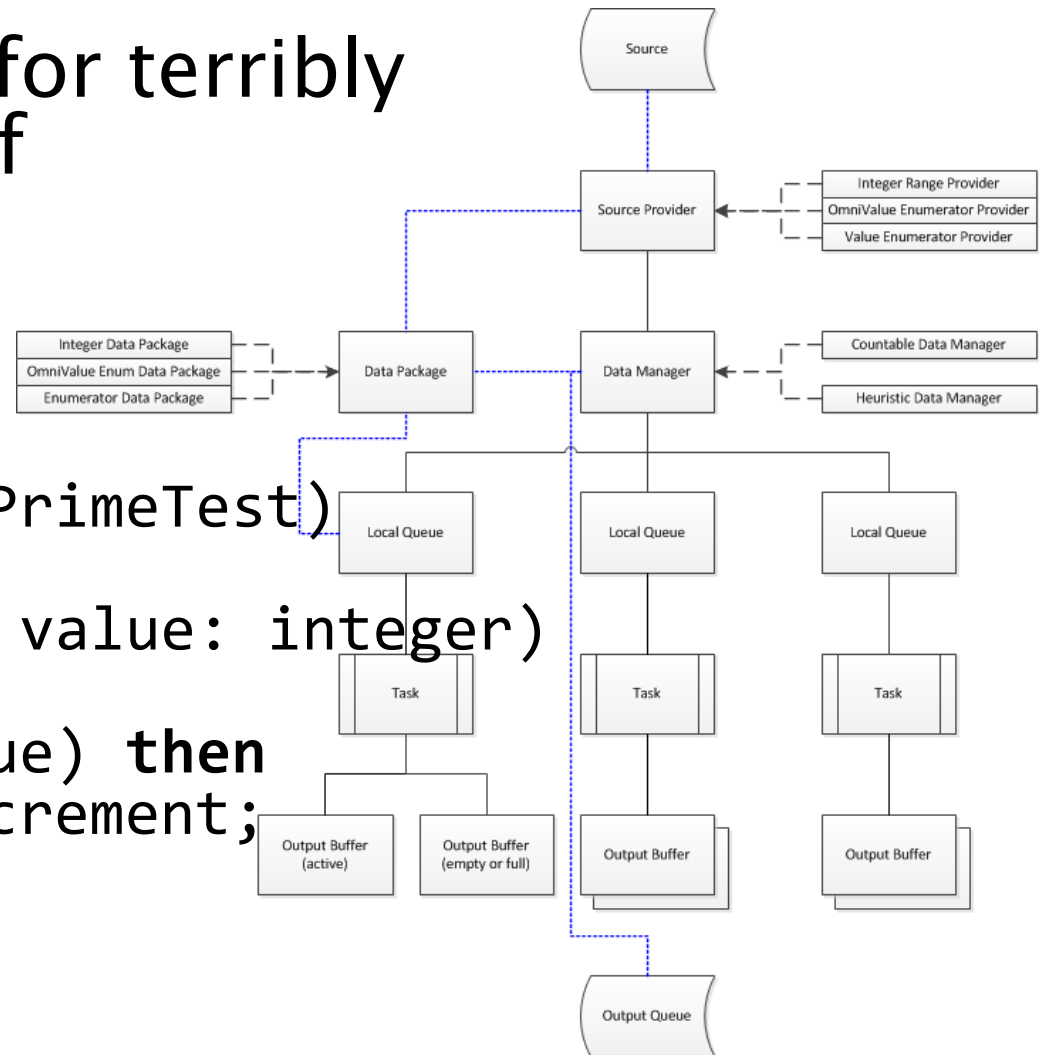 for terribly
f
PrimeTest)
value: integer)
ue) then
crement;
Source
Source Provider
Integer Range Provider
OmniValue Enumerator Provider
Value Enumerator Provider
Integer Data Package
OmniValue Enum Data Package
Enumerator Data Package
Data Package
Data Manager
Countable Data Manager
Heuristic Data Manager
Local Queue
Local Queue
Local Queue
Task
Task
Task
Output Buffer
(active)
Output Buffer
(empty or full)
Output Buffer
Output Buffer
Output Queue